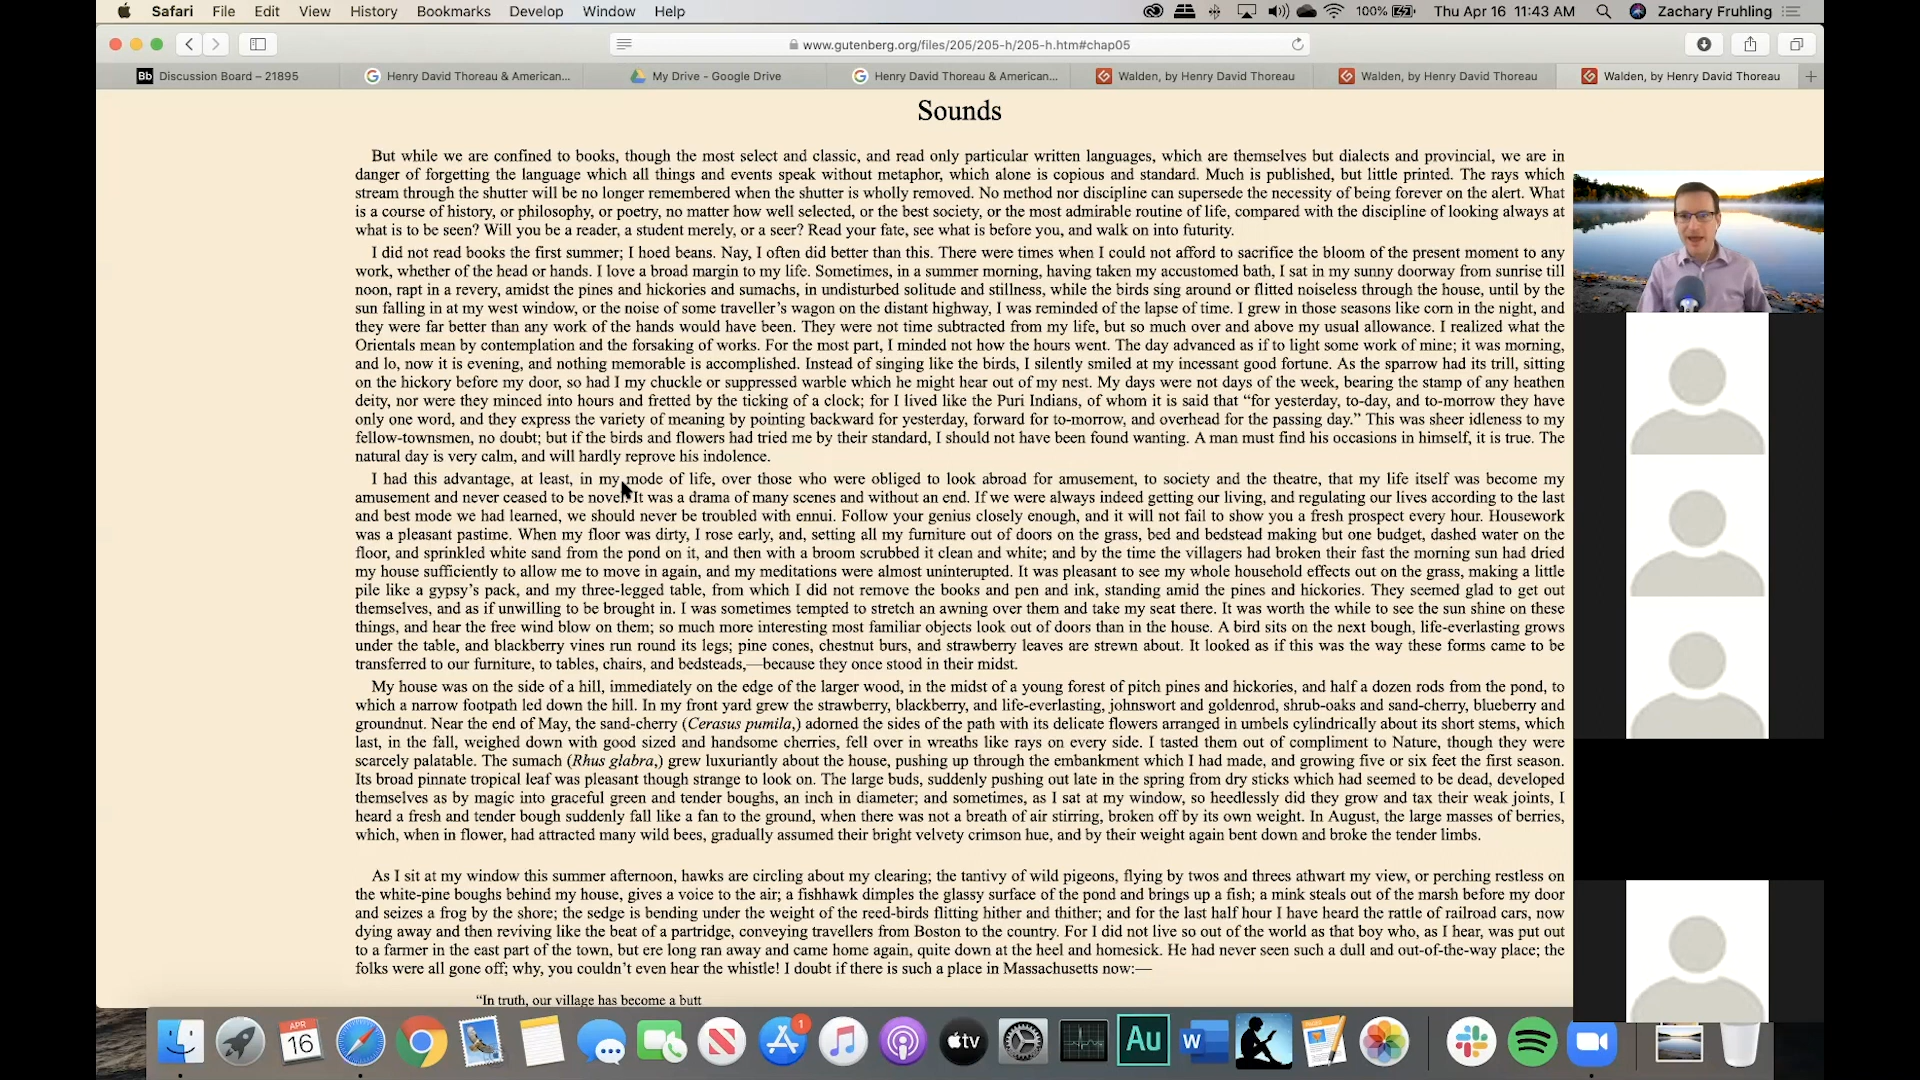 Safari File Edit View History Bookmarks Develop Window Help 100% Thu Apr 16 11:43 AM Zachary Fruhling
www.gutenberg.org/files/205/205-h/205-h.htm#chap05
Bb Discussion Board – 21895 Henry David Thoreau & American... My Drive - Google Drive Henry David Thoreau & American... Walden, by Henry David Thoreau Walden, by Henry David Thoreau Walden, by Henry David Thoreau
Sounds
But while we are confined to books, though the most select and classic, and read only particular written languages, which are themselves but dialects and provincial, we are in
danger of forgetting the language which all things and events speak without metaphor, which alone is copious and standard. Much is published, but little printed. The rays which
stream through the shutter will be no longer remembered when the shutter is wholly removed. No method nor discipline can supersede the necessity of being forever on the alert. What
is a course of history, or philosophy, or poetry, no matter how well selected, or the best society, or the most admirable routine of life, compared with the discipline of looking always at
what is to be seen? Will you be a reader, a student merely, or a seer? Read your fate, see what is before you, and walk on into futurity.
I did not read books the first summer; I hoed beans. Nay, I often did better than this. There were times when I could not afford to sacrifice the bloom of the present moment to any
work, whether of the head or hands. I love a broad margin to my life. Sometimes, in a summer morning, having taken my accustomed bath, I sat in my sunny doorway from sunrise till
noon, rapt in a revery, amidst the pines and hickories and sumachs, in undisturbed solitude and stillness, while the birds sing around or flitted noiseless through the house, until by the
sun falling in at my west window, or the noise of some traveller’s wagon on the distant highway, I was reminded of the lapse of time. I grew in those seasons like corn in the night, and
they were far better than any work of the hands would have been. They were not time subtracted from my life, but so much over and above my usual allowance. I realized what the
Orientals mean by contemplation and the forsaking of works. For the most part, I minded not how the hours went. The day advanced as if to light some work of mine; it was morning,
and lo, now it is evening, and nothing memorable is accomplished. Instead of singing like the birds, I silently smiled at my incessant good fortune. As the sparrow had its trill, sitting
on the hickory before my door, so had I my chuckle or suppressed warble which he might hear out of my nest. My days were not days of the week, bearing the stamp of any heathen
deity, nor were they minced into hours and fretted by the ticking of a clock; for I lived like the Puri Indians, of whom it is said that “for yesterday, to-day, and to-morrow they have
only one word, and they express the variety of meaning by pointing backward for yesterday, forward for to-morrow, and overhead for the passing day.” This was sheer idleness to my
fellow-townsmen, no doubt; but if the birds and flowers had tried me by their standard, I should not have been found wanting. A man must find his occasions in himself, it is true. The
natural day is very calm, and will hardly reprove his indolence.
I had this advantage, at least, in my mode of life, over those who were obliged to look abroad for amusement, to society and the theatre, that my life itself was become my
amusement and never ceased to be novel. It was a drama of many scenes and without an end. If we were always indeed getting our living, and regulating our lives according to the last
and best mode we had learned, we should never be troubled with ennui. Follow your genius closely enough, and it will not fail to show you a fresh prospect every hour. Housework
was a pleasant pastime. When my floor was dirty, I rose early, and, setting all my furniture out of doors on the grass, bed and bedstead making but one budget, dashed water on the
floor, and sprinkled white sand from the pond on it, and then with a broom scrubbed it clean and white; and by the time the villagers had broken their fast the morning sun had dried
my house sufficiently to allow me to move in again, and my meditations were almost uninterupted. It was pleasant to see my whole household effects out on the grass, making a little
pile like a gypsy’s pack, and my three-legged table, from which I did not remove the books and pen and ink, standing amid the pines and hickories. They seemed glad to get out
themselves, and as if unwilling to be brought in. I was sometimes tempted to stretch an awning over them and take my seat there. It was worth the while to see the sun shine on these
things, and hear the free wind blow on them; so much more interesting most familiar objects look out of doors than in the house. A bird sits on the next bough, life-everlasting grows
under the table, and blackberry vines run round its legs; pine cones, chestnut burs, and strawberry leaves are strewn about. It looked as if this was the way these forms came to be
transferred to our furniture, to tables, chairs, and bedsteads,—because they once stood in their midst.
My house was on the side of a hill, immediately on the edge of the larger wood, in the midst of a young forest of pitch pines and hickories, and half a dozen rods from the pond, to
which a narrow footpath led down the hill. In my front yard grew the strawberry, blackberry, and life-everlasting, johnswort and goldenrod, shrub-oaks and sand-cherry, blueberry and
groundnut. Near the end of May, the sand-cherry (Cerasus pumila,) adorned the sides of the path with its delicate flowers arranged in umbels cylindrically about its short stems, which
last, in the fall, weighed down with good sized and handsome cherries, fell over in wreaths like rays on every side. I tasted them out of compliment to Nature, though they were
scarcely palatable. The sumach (Rhus glabra,) grew luxuriantly about the house, pushing up through the embankment which I had made, and growing five or six feet the first season.
Its broad pinnate tropical leaf was pleasant though strange to look on. The large buds, suddenly pushing out late in the spring from dry sticks which had seemed to be dead, developed
themselves as by magic into graceful green and tender boughs, an inch in diameter; and sometimes, as I sat at my window, so heedlessly did they grow and tax their weak joints, I
heard a fresh and tender bough suddenly fall like a fan to the ground, when there was not a breath of air stirring, broken off by its own weight. In August, the large masses of berries,
which, when in flower, had attracted many wild bees, gradually assumed their bright velvety crimson hue, and by their weight again bent down and broke the tender limbs.
As I sit at my window this summer afternoon, hawks are circling about my clearing; the tantivy of wild pigeons, flying by twos and threes athwart my view, or perching restless on
the white-pine boughs behind my house, gives a voice to the air; a fishhawk dimples the glassy surface of the pond and brings up a fish; a mink steals out of the marsh before my door
and seizes a frog by the shore; the sedge is bending under the weight of the reed-birds flitting hither and thither; and for the last half hour I have heard the rattle of railroad cars, now
dying away and then reviving like the beat of a partridge, conveying travellers from Boston to the country. For I did not live so out of the world as that boy who, as I hear, was put out
to a farmer in the east part of the town, but ere long ran away and came home again, quite down at the heel and homesick. He had never seen such a dull and out-of-the-way place; the
folks were all gone off; why, you couldn’t even hear the whistle! I doubt if there is such a place in Massachusetts now:—
“In truth, our village has become a butt
APR
16
1
tv
Au
W